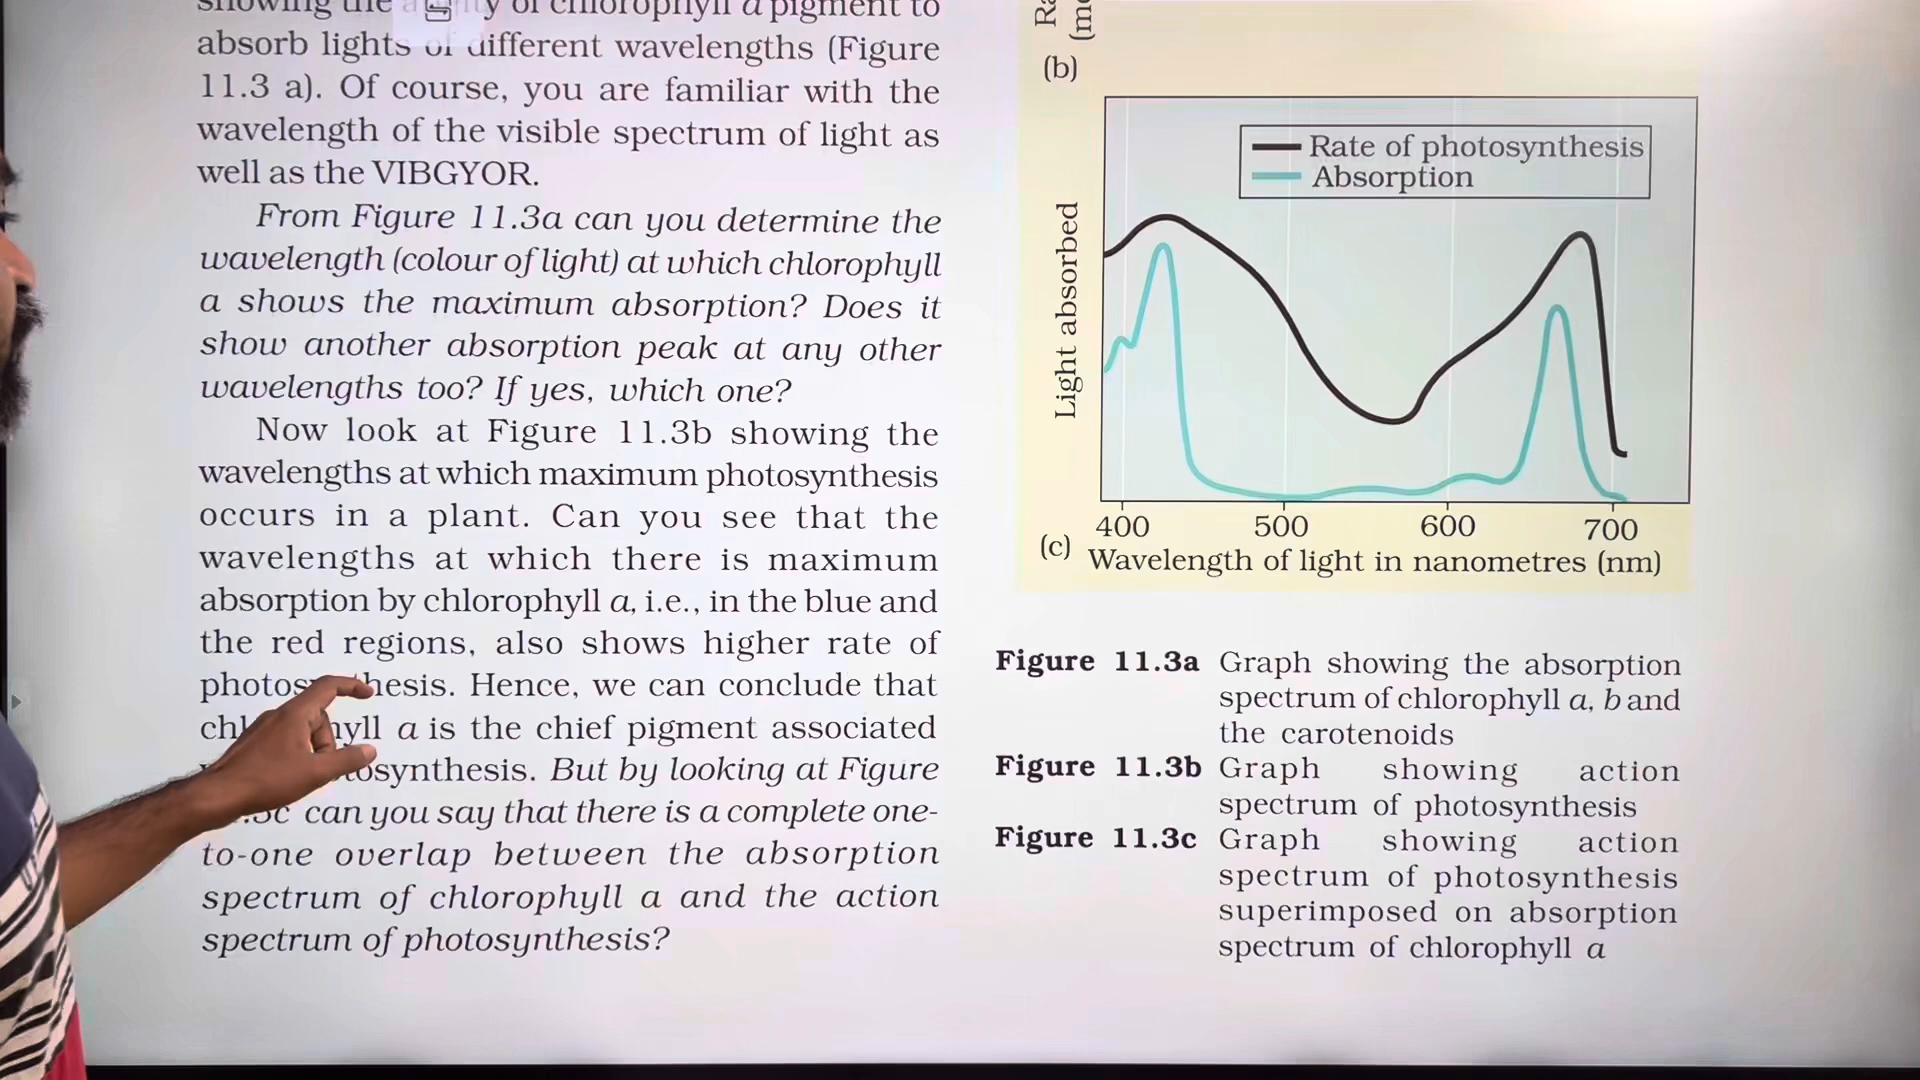 showing the of chlorophyll a pigment to
absorb lights of different wavelengths (Figure
11.3 a). Of course, you are familiar with the
wavelength of the visible spectrum of light as
well as the VIBGYOR.
From Figure 11.3a can you determine the
wavelength (colour of light) at which chlorophyll
a shows the maximum absorption? Does it
show another absorption peak at any other
wavelengths too? If yes, which one?
Now look at Figure 11.3b showing the
wavelengths at which maximum photosynthesis
occurs in a plant. Can you see that the
wavelengths at which there is maximum
absorption by chlorophyll a, i.e., in the blue and
the red regions, also shows higher rate of
photosynthesis. Hence, we can conclude that
a is the chief pigment associated
But by looking at Figure
can you say that there is a complete one-
to-one overlap between the absorption
spectrum of chlorophyll a and the action
spectrum of photosynthesis?
(b)
Rate of photosynthesis
Absorption
Light absorbed
400 500 600 700
(c) Wavelength of light in nanometres (nm)
Figure 11.3a Graph showing the absorption
spectrum of chlorophyll a, b and
the carotenoids
Figure 11.3b Graph showing action
spectrum of photosynthesis
Figure 11.3c Graph showing action
spectrum of photosynthesis
superimposed on absorption
spectrum of chlorophyll a